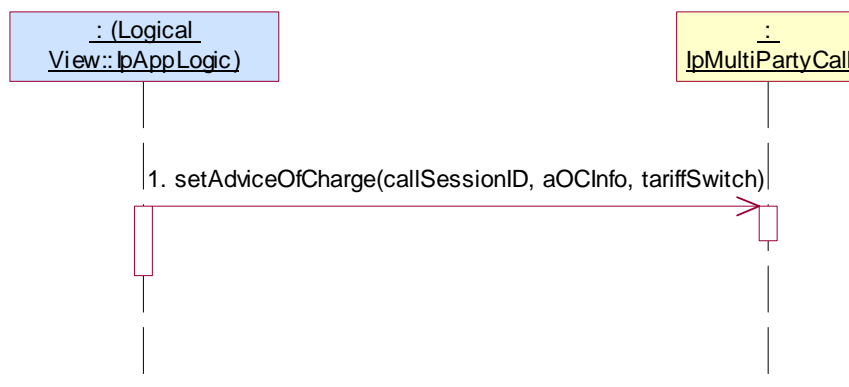 : (Logical
View::IpAppLogic)
:
IpMultiPartyCall
1. setAdviceOfCharge(callSessionID, aOCInfo, tariffSwitch)